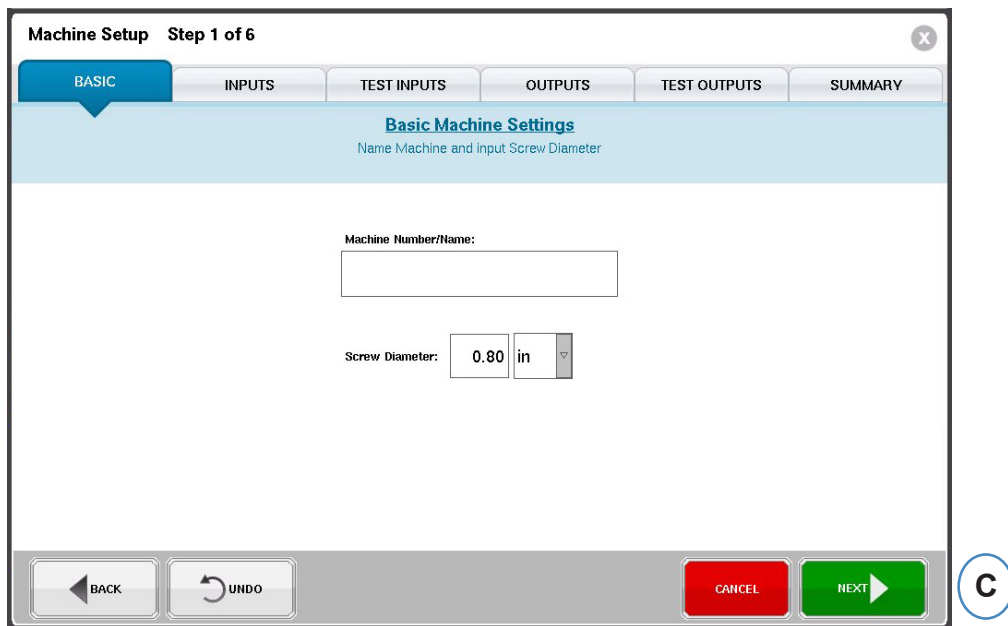 Machine Setup Step 1 of 6
X
BASIC INPUTS TEST INPUTS OUTPUTS TEST OUTPUTS SUMMARY
Basic Machine Settings
Name Machine and input Screw Diameter
Machine Number/Name:
Screw Diameter: 0.80 in
BACK UNDO CANCEL NEXT C